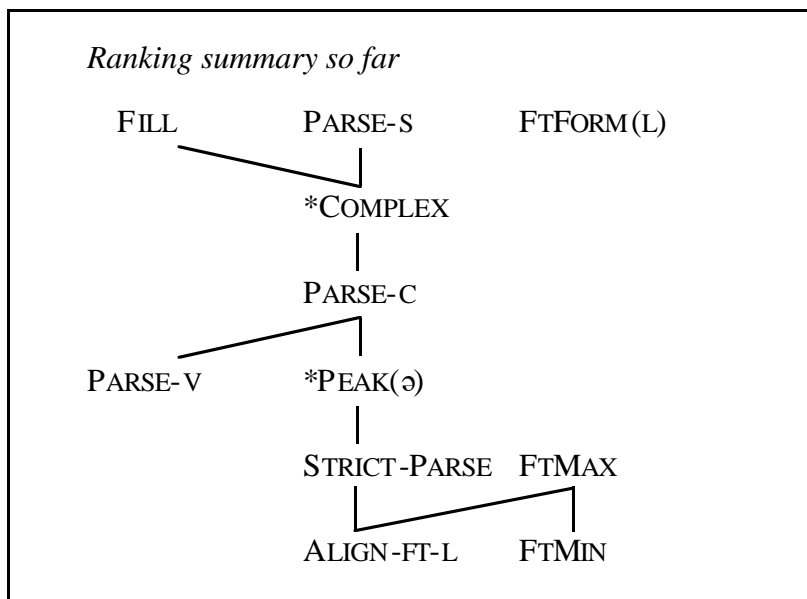 Ranking summary so far
FILL PARSE-S FTFORM(L)
*COMPLEX
PARSE-C
PARSE-V *PEAK(ə)
STRICT-PARSE FTMAX
ALIGN-FT-L FTMIN